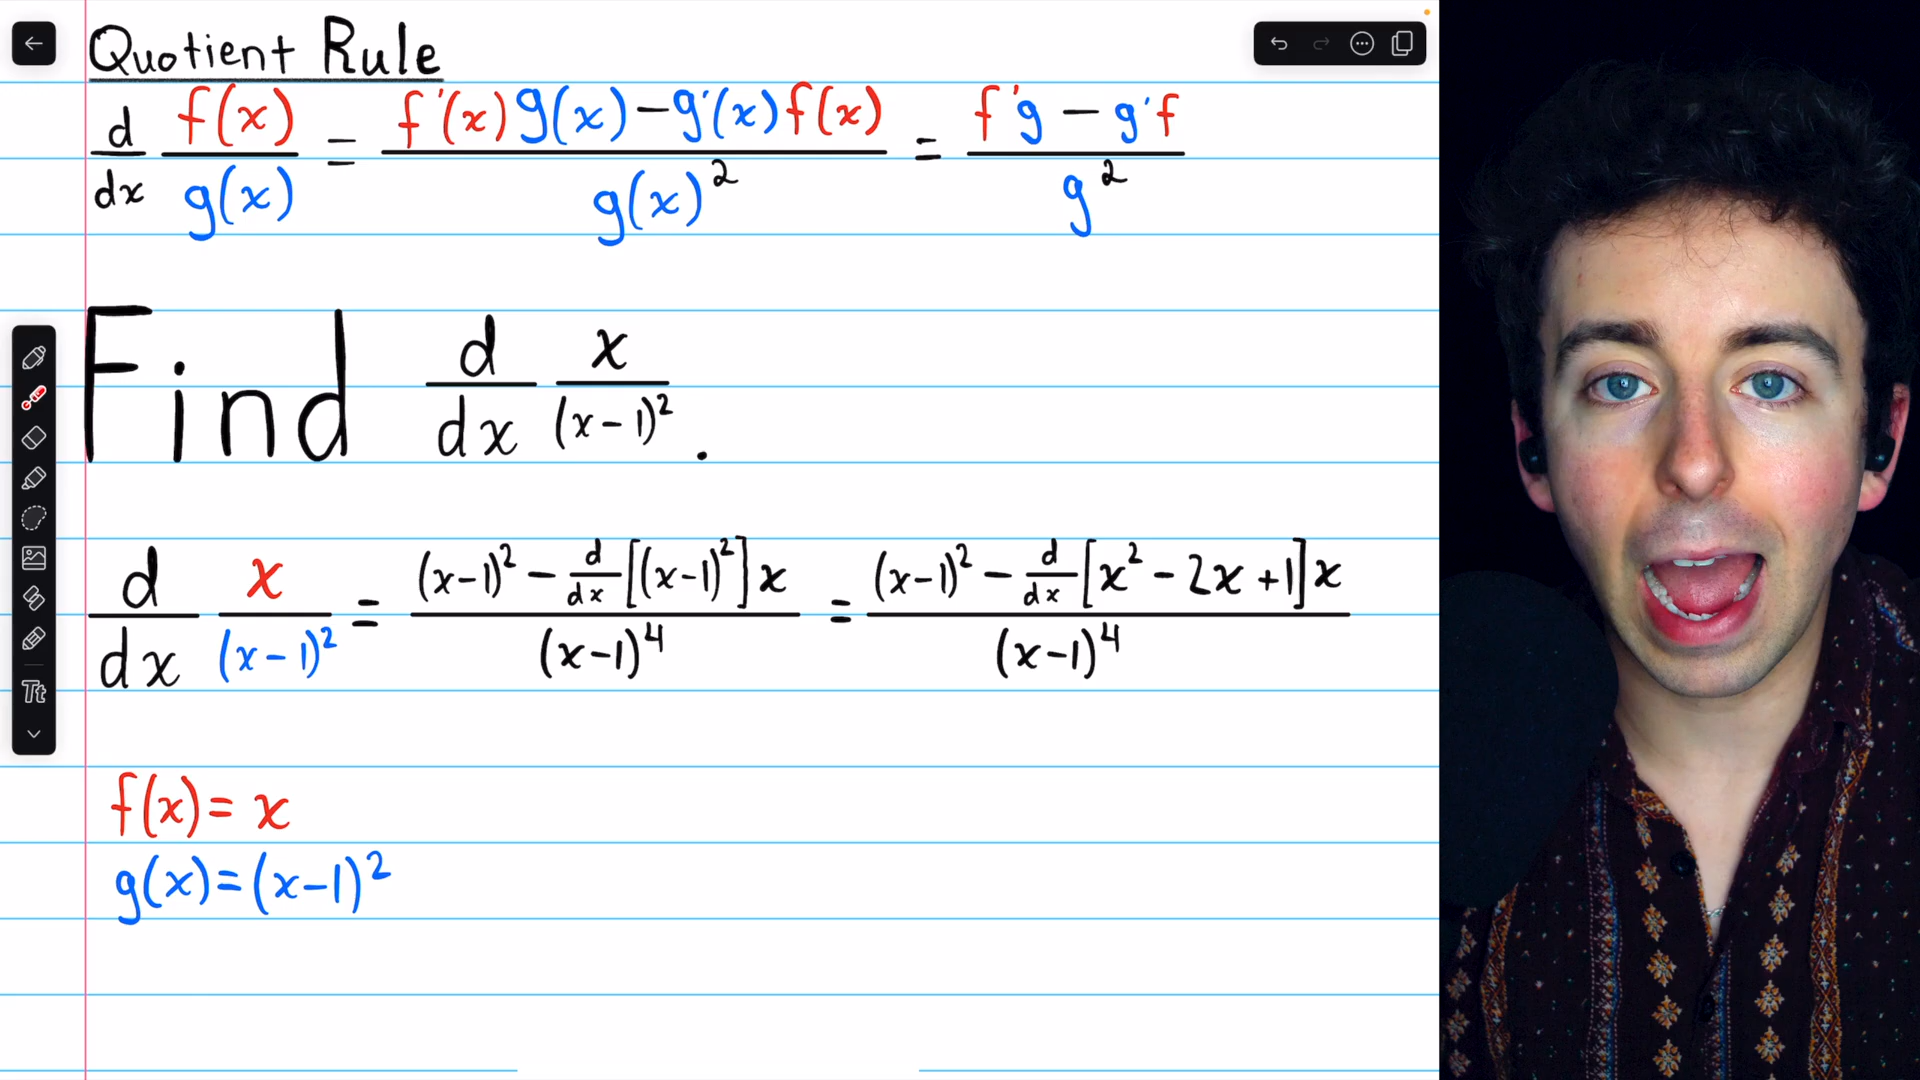 Quotient Rule
d/dx f(x)/g(x) = f'(x)g(x) - g'(x)f(x) / g(x)² = f'g - g'f / g²
Find d/dx x/(x-1)².
d/dx x/(x-1)² = (x-1)² - d/dx[(x-1)²]x / (x-1)⁴ = (x-1)² - d/dx[x² - 2x + 1]x / (x-1)⁴
f(x) = x
g(x) = (x-1)²
Tt